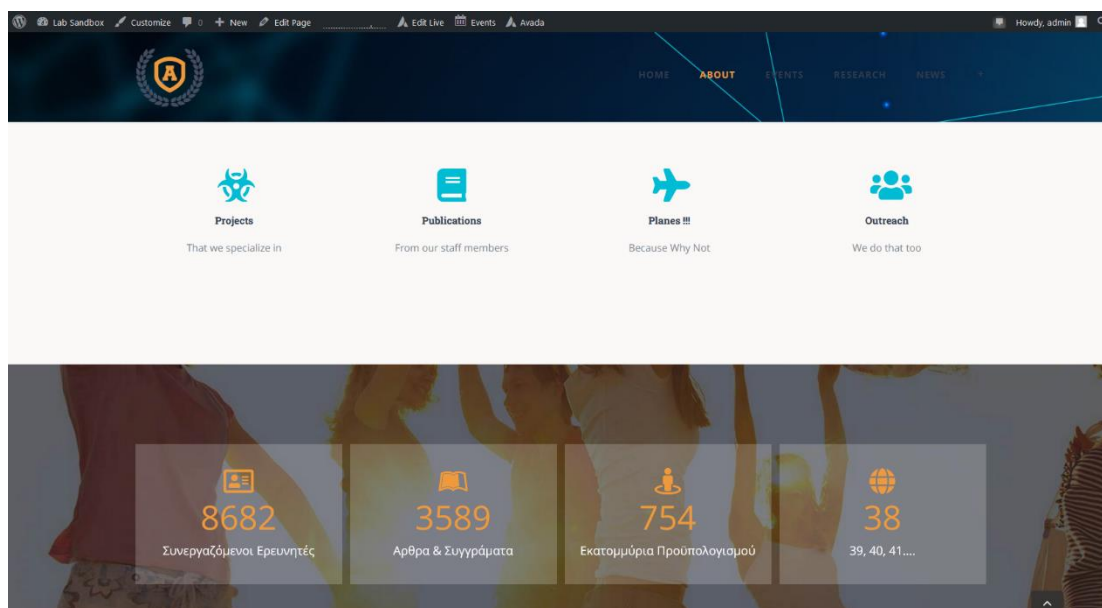 Lab Sandbox Customize 0 New Edit Page Edit Live Events Avada Howdy, admin
A
HOME ABOUT EVENTS RESEARCH NEWS
Projects Publications Planes !!! Outreach
That we specialize in From our staff members Because Why Not We do that too
8682 3589 754 38
Συνεργαζόμενοι Ερευνητές Αρθρα & Συγγράματα Εκατομμύρια Προϋπολογισμού 39, 40, 41....